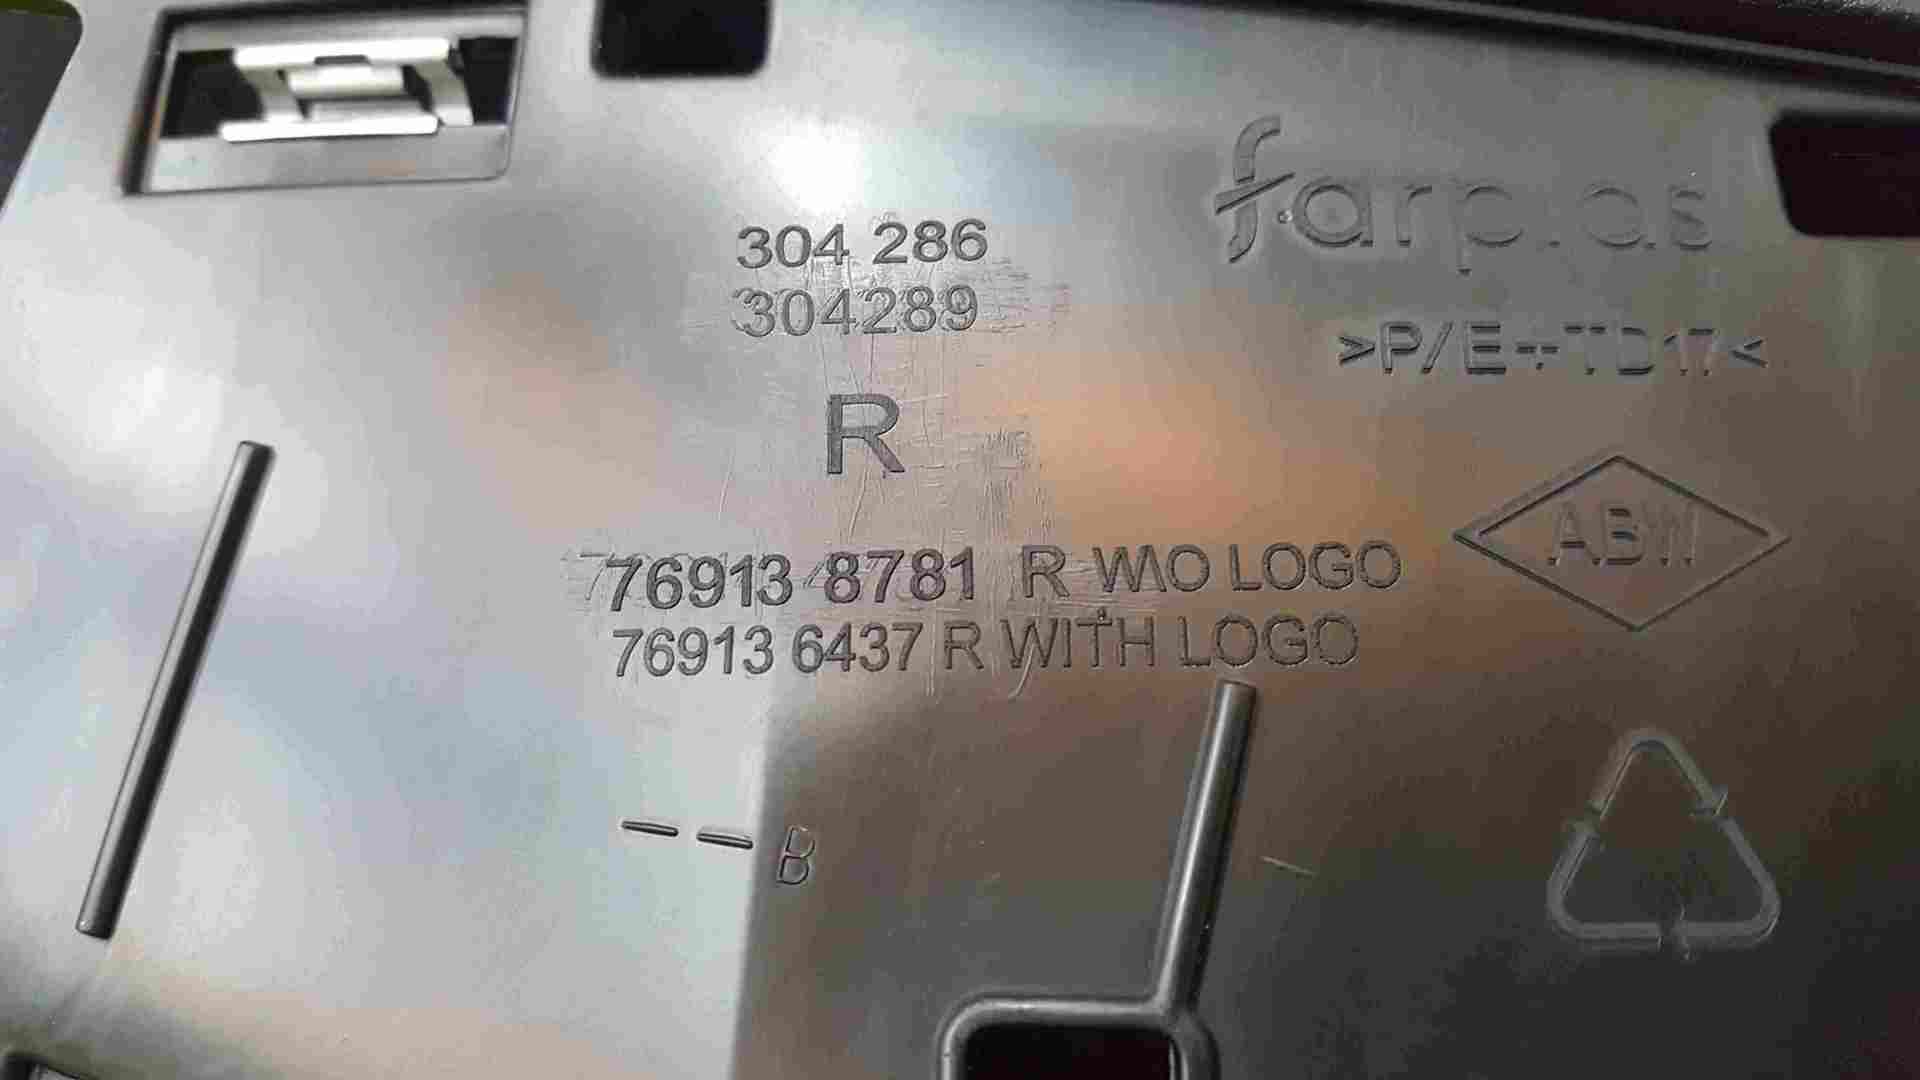 farplas
304 286
304289
>P/E+TD17<
R
ABW
76913 8781 R W\O LOGO
76913 6437 R WITH LOGO
-- B